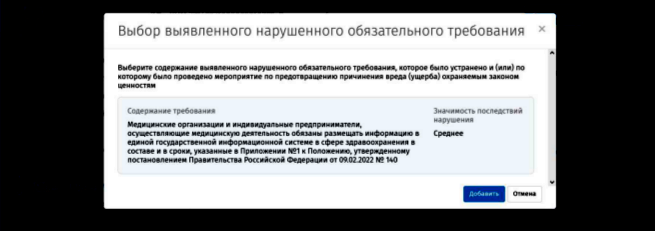 Выбор выявленного нарушенного обязательного требования ×
Выберите содержание выявленного нарушенного обязательного требования, которое было устранено и (или) по
которому было проведено мероприятие по предотвращению причинения вреда (ущерба) охраняемым законом
ценностям
Содержание требования
Медицинские организации и индивидуальные предприниматели,
осуществляющие медицинскую деятельность обязаны размещать информацию в
единой государственной информационной системе в сфере здравоохранения в
составе и в сроки, указанные в Приложении №1 к Положению, утвержденному
постановлением Правительства Российской Федерации от 09.02.2022 № 140
Значимость последствий
нарушения
Среднее
Добавить Отмена